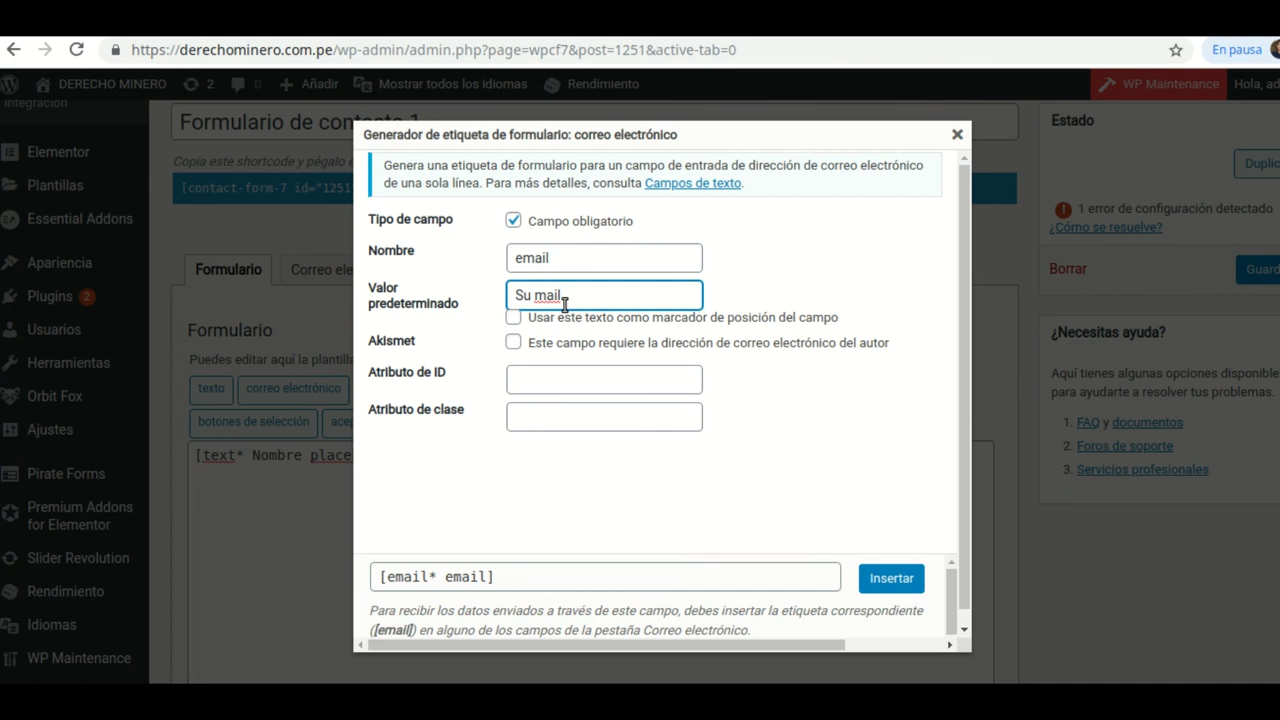 https://derechominero.com.pe/wp-admin/admin.php?page=wpcf7&post=1251&active-tab=0
En pausa
DERECHO MINERO
2
0
Añadir
Mostrar todos los idiomas
Rendimiento
WP Maintenance
Hola, ad
Integración
Elementor
Plantillas
Essential Addons
Apariencia
Plugins 2
Usuarios
Herramientas
Orbit Fox
Ajustes
Pirate Forms
Premium Addons
for Elementor
Slider Revolution
Rendimiento
Idiomas
WP Maintenance
Formulario de contacto 1
Copia este shortcode y pégalo e
[contact-form-7 id="1251
Formulario
Correo ele
Formulario
Puedes editar aquí la plantilla
texto
correo electrónico
botones de selección
acep
[text* Nombre place
Generador de etiqueta de formulario: correo electrónico
Genera una etiqueta de formulario para un campo de entrada de dirección de correo electrónico
de una sola línea. Para más detalles, consulta Campos de texto.
Tipo de campo
Campo obligatorio
Nombre
email
Valor
predeterminado
Su mail
Usar este texto como marcador de posición del campo
Akismet
Este campo requiere la dirección de correo electrónico del autor
Atributo de ID
Atributo de clase
[email* email]
Insertar
Para recibir los datos enviados a través de este campo, debes insertar la etiqueta correspondiente
([email]) en alguno de los campos de la pestaña Correo electrónico.
Estado
Duplic
1 error de configuración detectado
¿Cómo se resuelve?
Borrar
Guard
¿Necesitas ayuda?
Aquí tienes algunas opciones disponible
para ayudarte a resolver tus problemas.
1. FAQ y documentos
2. Foros de soporte
3. Servicios profesionales